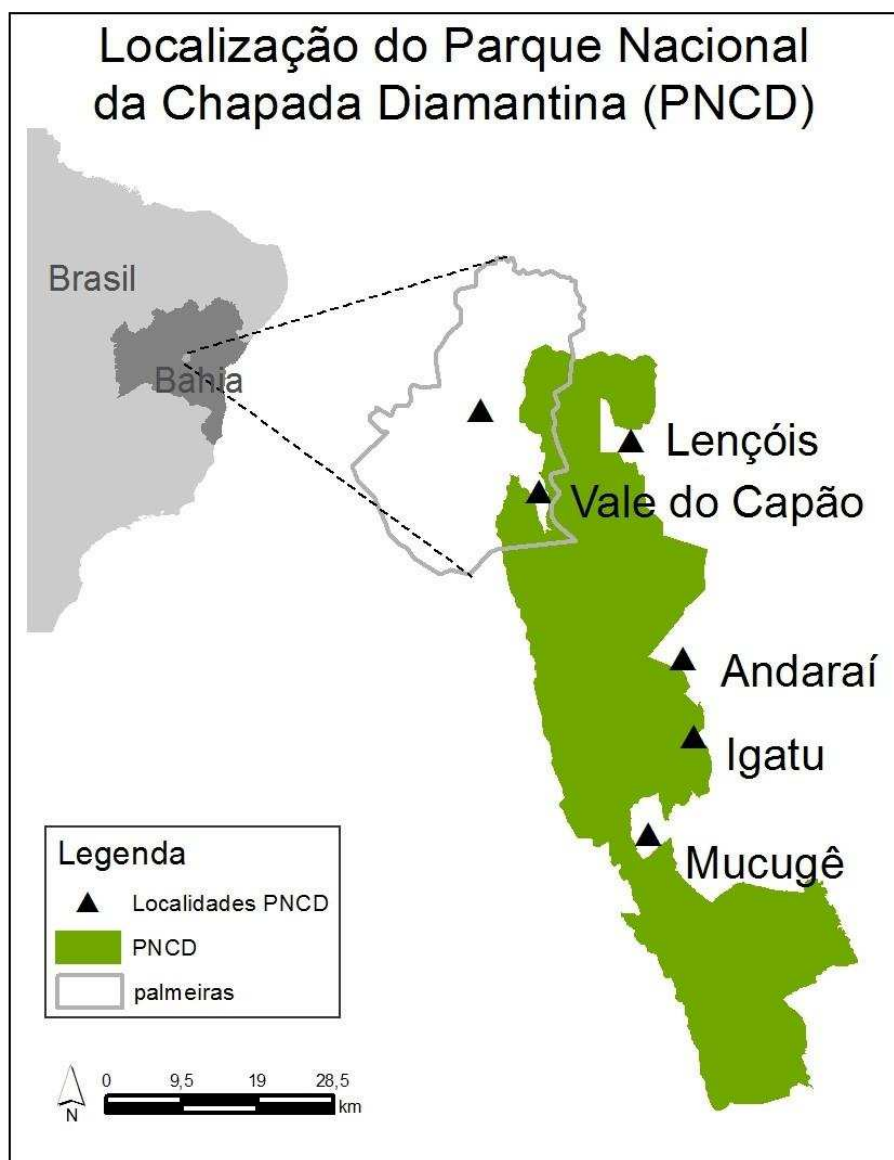 Localização do Parque Nacional
da Chapada Diamantina (PNCD)
Brasil
Bahia
Lençóis
Vale do Capão
Andaraí
Igatu
Mucugê
Legenda
Localidades PNCD
PNCD
palmeiras
N
0 9,5 19 28,5
km